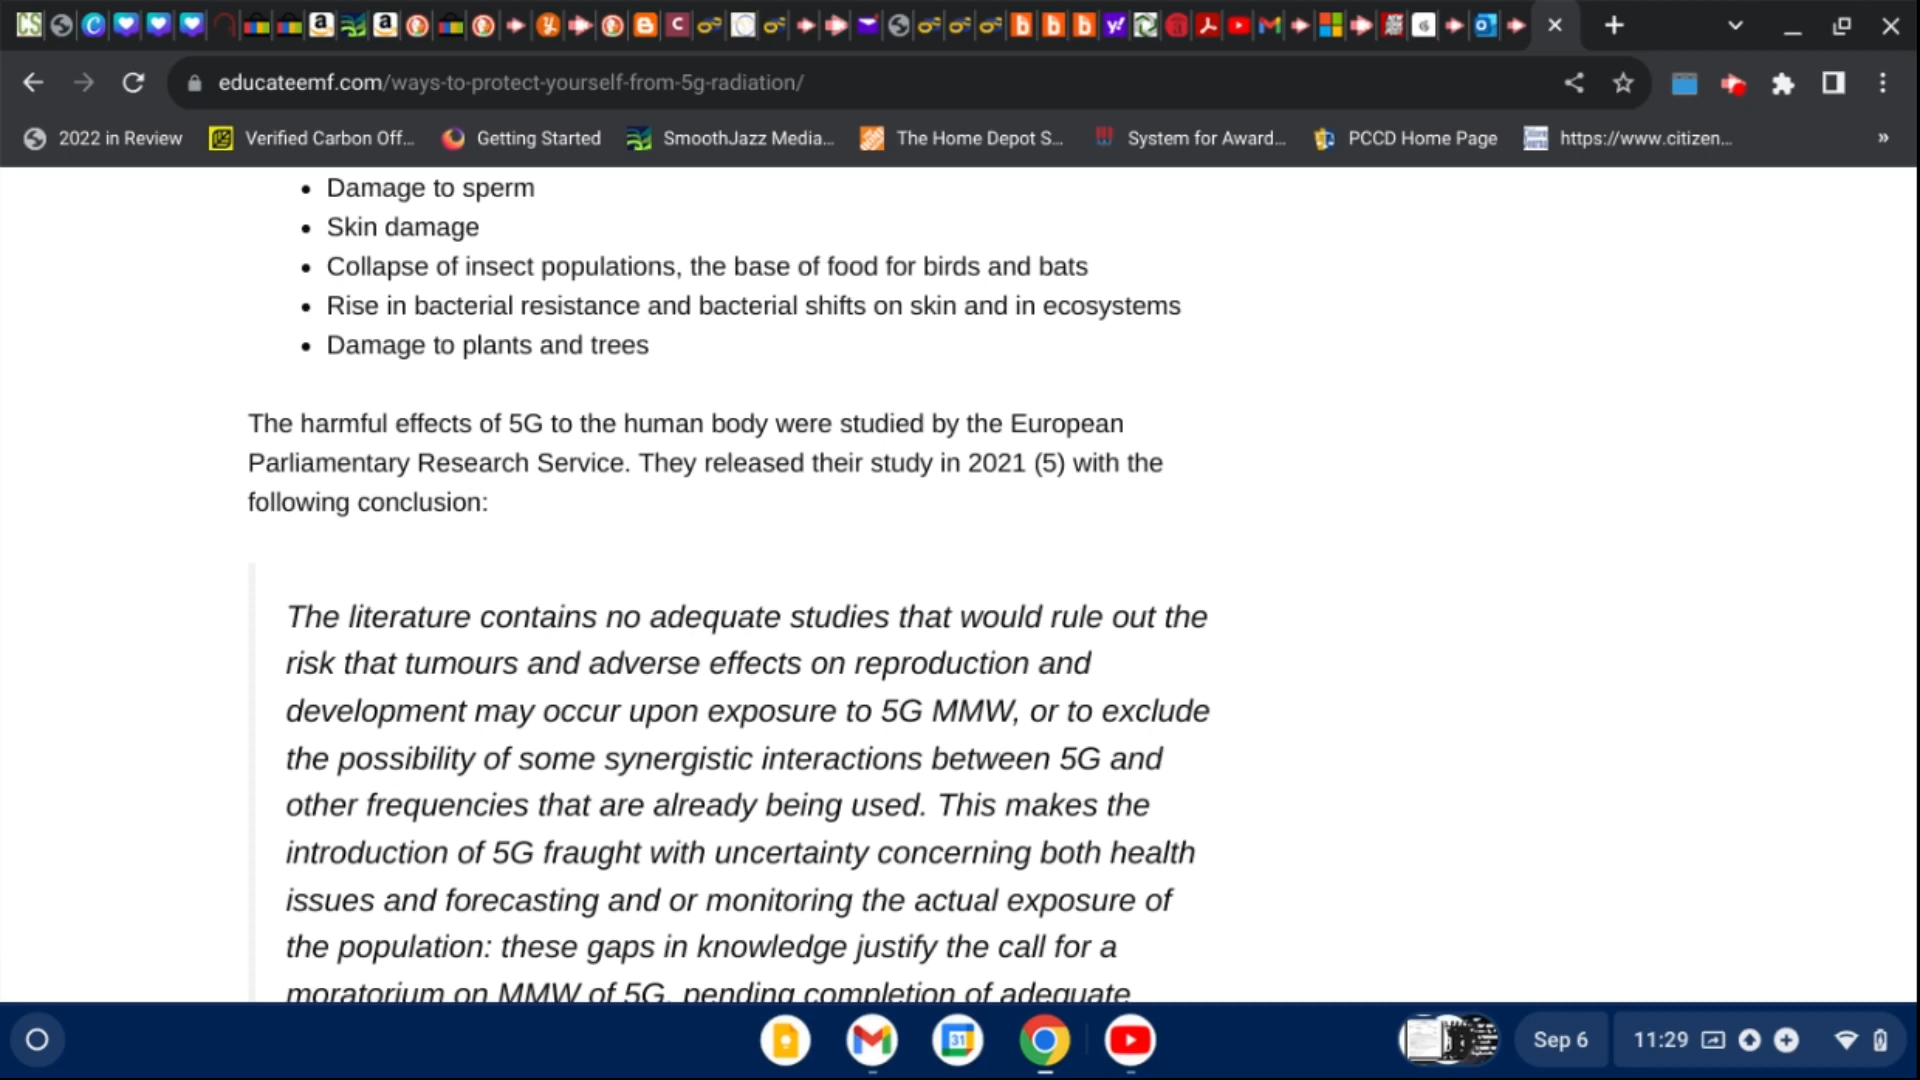 educateemf.com/ways-to-protect-yourself-from-5g-radiation/
2022 in Review
Verified Carbon Off...
Getting Started
SmoothJazz Media...
The Home Depot S...
System for Award...
PCCD Home Page
https://www.citizen...
»
• Damage to sperm
• Skin damage
• Collapse of insect populations, the base of food for birds and bats
• Rise in bacterial resistance and bacterial shifts on skin and in ecosystems
• Damage to plants and trees
The harmful effects of 5G to the human body were studied by the European
Parliamentary Research Service. They released their study in 2021 (5) with the
following conclusion:
The literature contains no adequate studies that would rule out the
risk that tumours and adverse effects on reproduction and
development may occur upon exposure to 5G MMW, or to exclude
the possibility of some synergistic interactions between 5G and
other frequencies that are already being used. This makes the
introduction of 5G fraught with uncertainty concerning both health
issues and forecasting and or monitoring the actual exposure of
the population: these gaps in knowledge justify the call for a
moratorium on MMW of 5G, pending completion of adequate
31
Sep 6
11:29